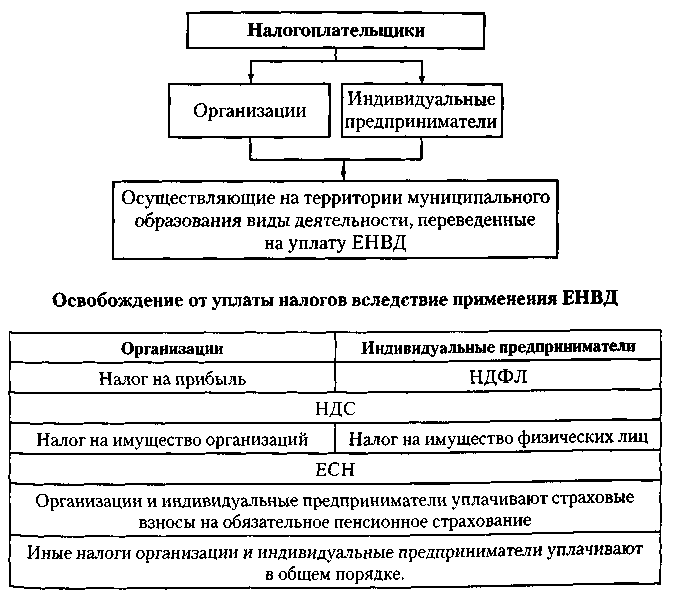 Налогоплательщики
Организации
Индивидуальные
предприниматели
Осуществляющие на территории муниципального
образования виды деятельности, переведенные
на уплату ЕНВД
Освобождение от уплаты налогов вследствие применения ЕНВД
Организации
Индивидуальные предприниматели
Налог на прибыль
НДФЛ
НДС
Налог на имущество организаций
Налог на имущество физических лиц
ЕСН
Организации и индивидуальные предприниматели уплачивают страховые
взносы на обязательное пенсионное страхование
Иные налоги организации и индивидуальные предприниматели уплачивают
в общем порядке.